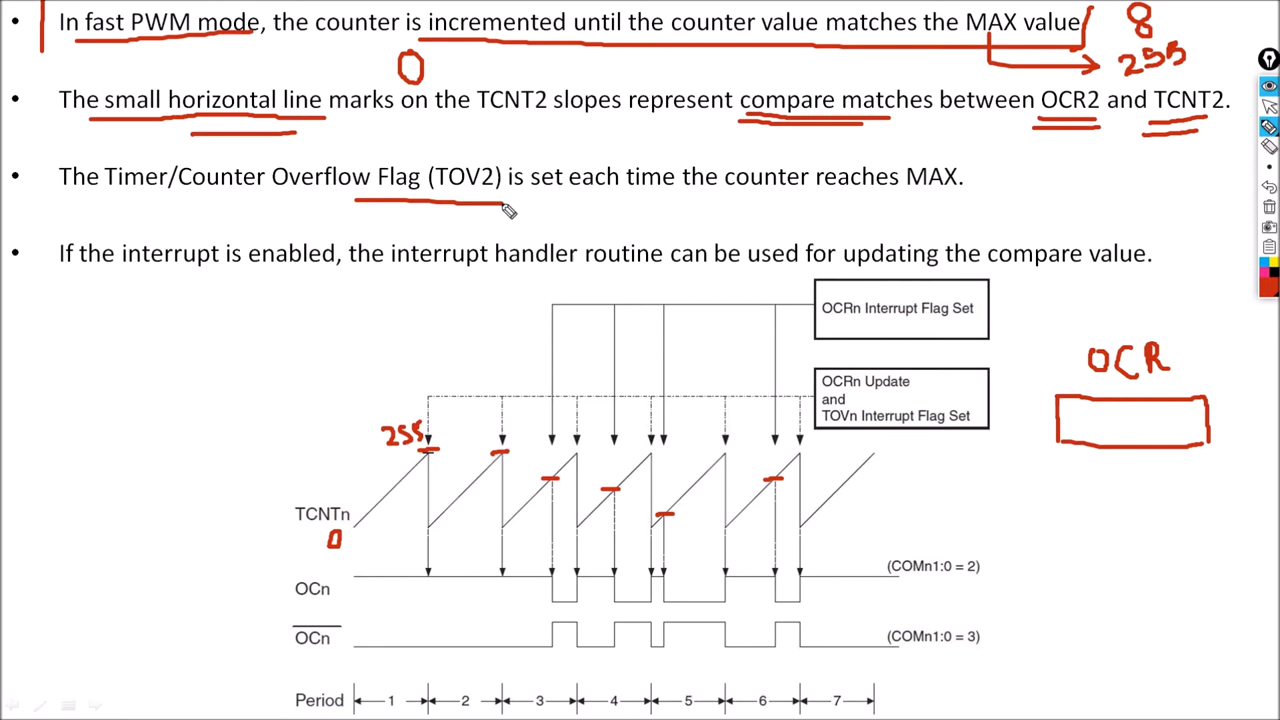 • In fast PWM mode, the counter is incremented until the counter value matches the MAX value
8
0
255
• The small horizontal line marks on the TCNT2 slopes represent compare matches between OCR2 and TCNT2.
• The Timer/Counter Overflow Flag (TOV2) is set each time the counter reaches MAX.
• If the interrupt is enabled, the interrupt handler routine can be used for updating the compare value.
OCRn Interrupt Flag Set
OCR
OCRn Update
and
TOVn Interrupt Flag Set
255
TCNTn
0
(COMn1:0 = 2)
OCn
OCn
(COMn1:0 = 3)
Period 1 2 3 4 5 6 7